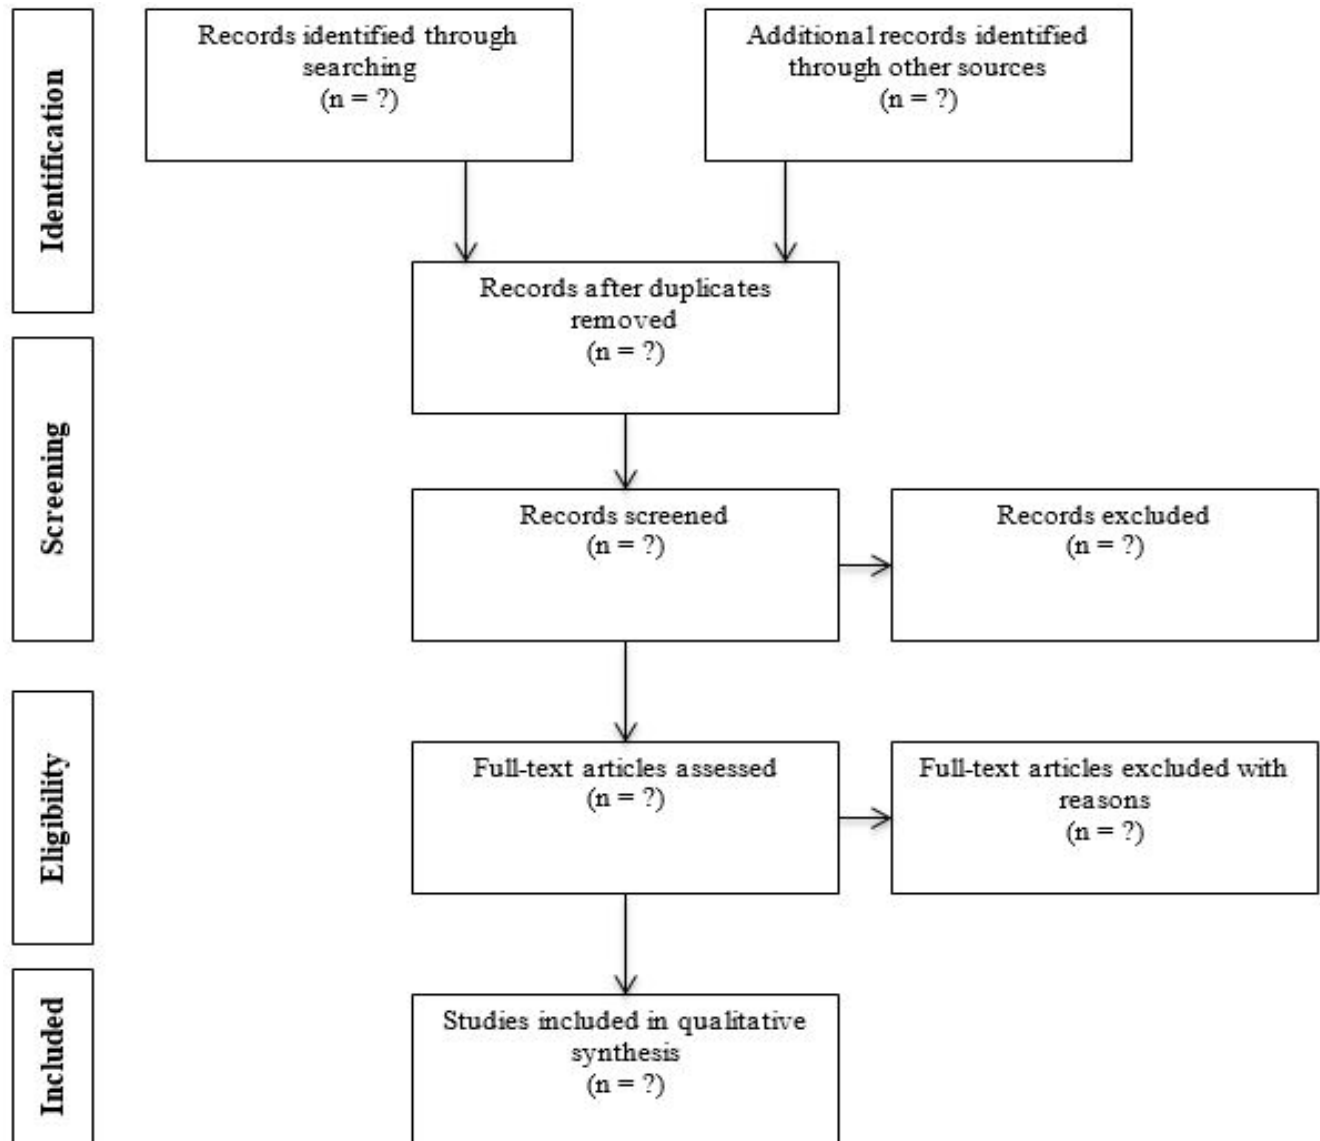 Identification
Records identified through
searching
(n = ?)
Additional records identified
through other sources
(n = ?)
Records after duplicates
removed
(n = ?)
Screening
Records screened
(n = ?)
Records excluded
(n = ?)
Eligibility
Full-text articles assessed
(n = ?)
Full-text articles excluded with
reasons
(n = ?)
Included
Studies included in qualitative
synthesis
(n = ?)